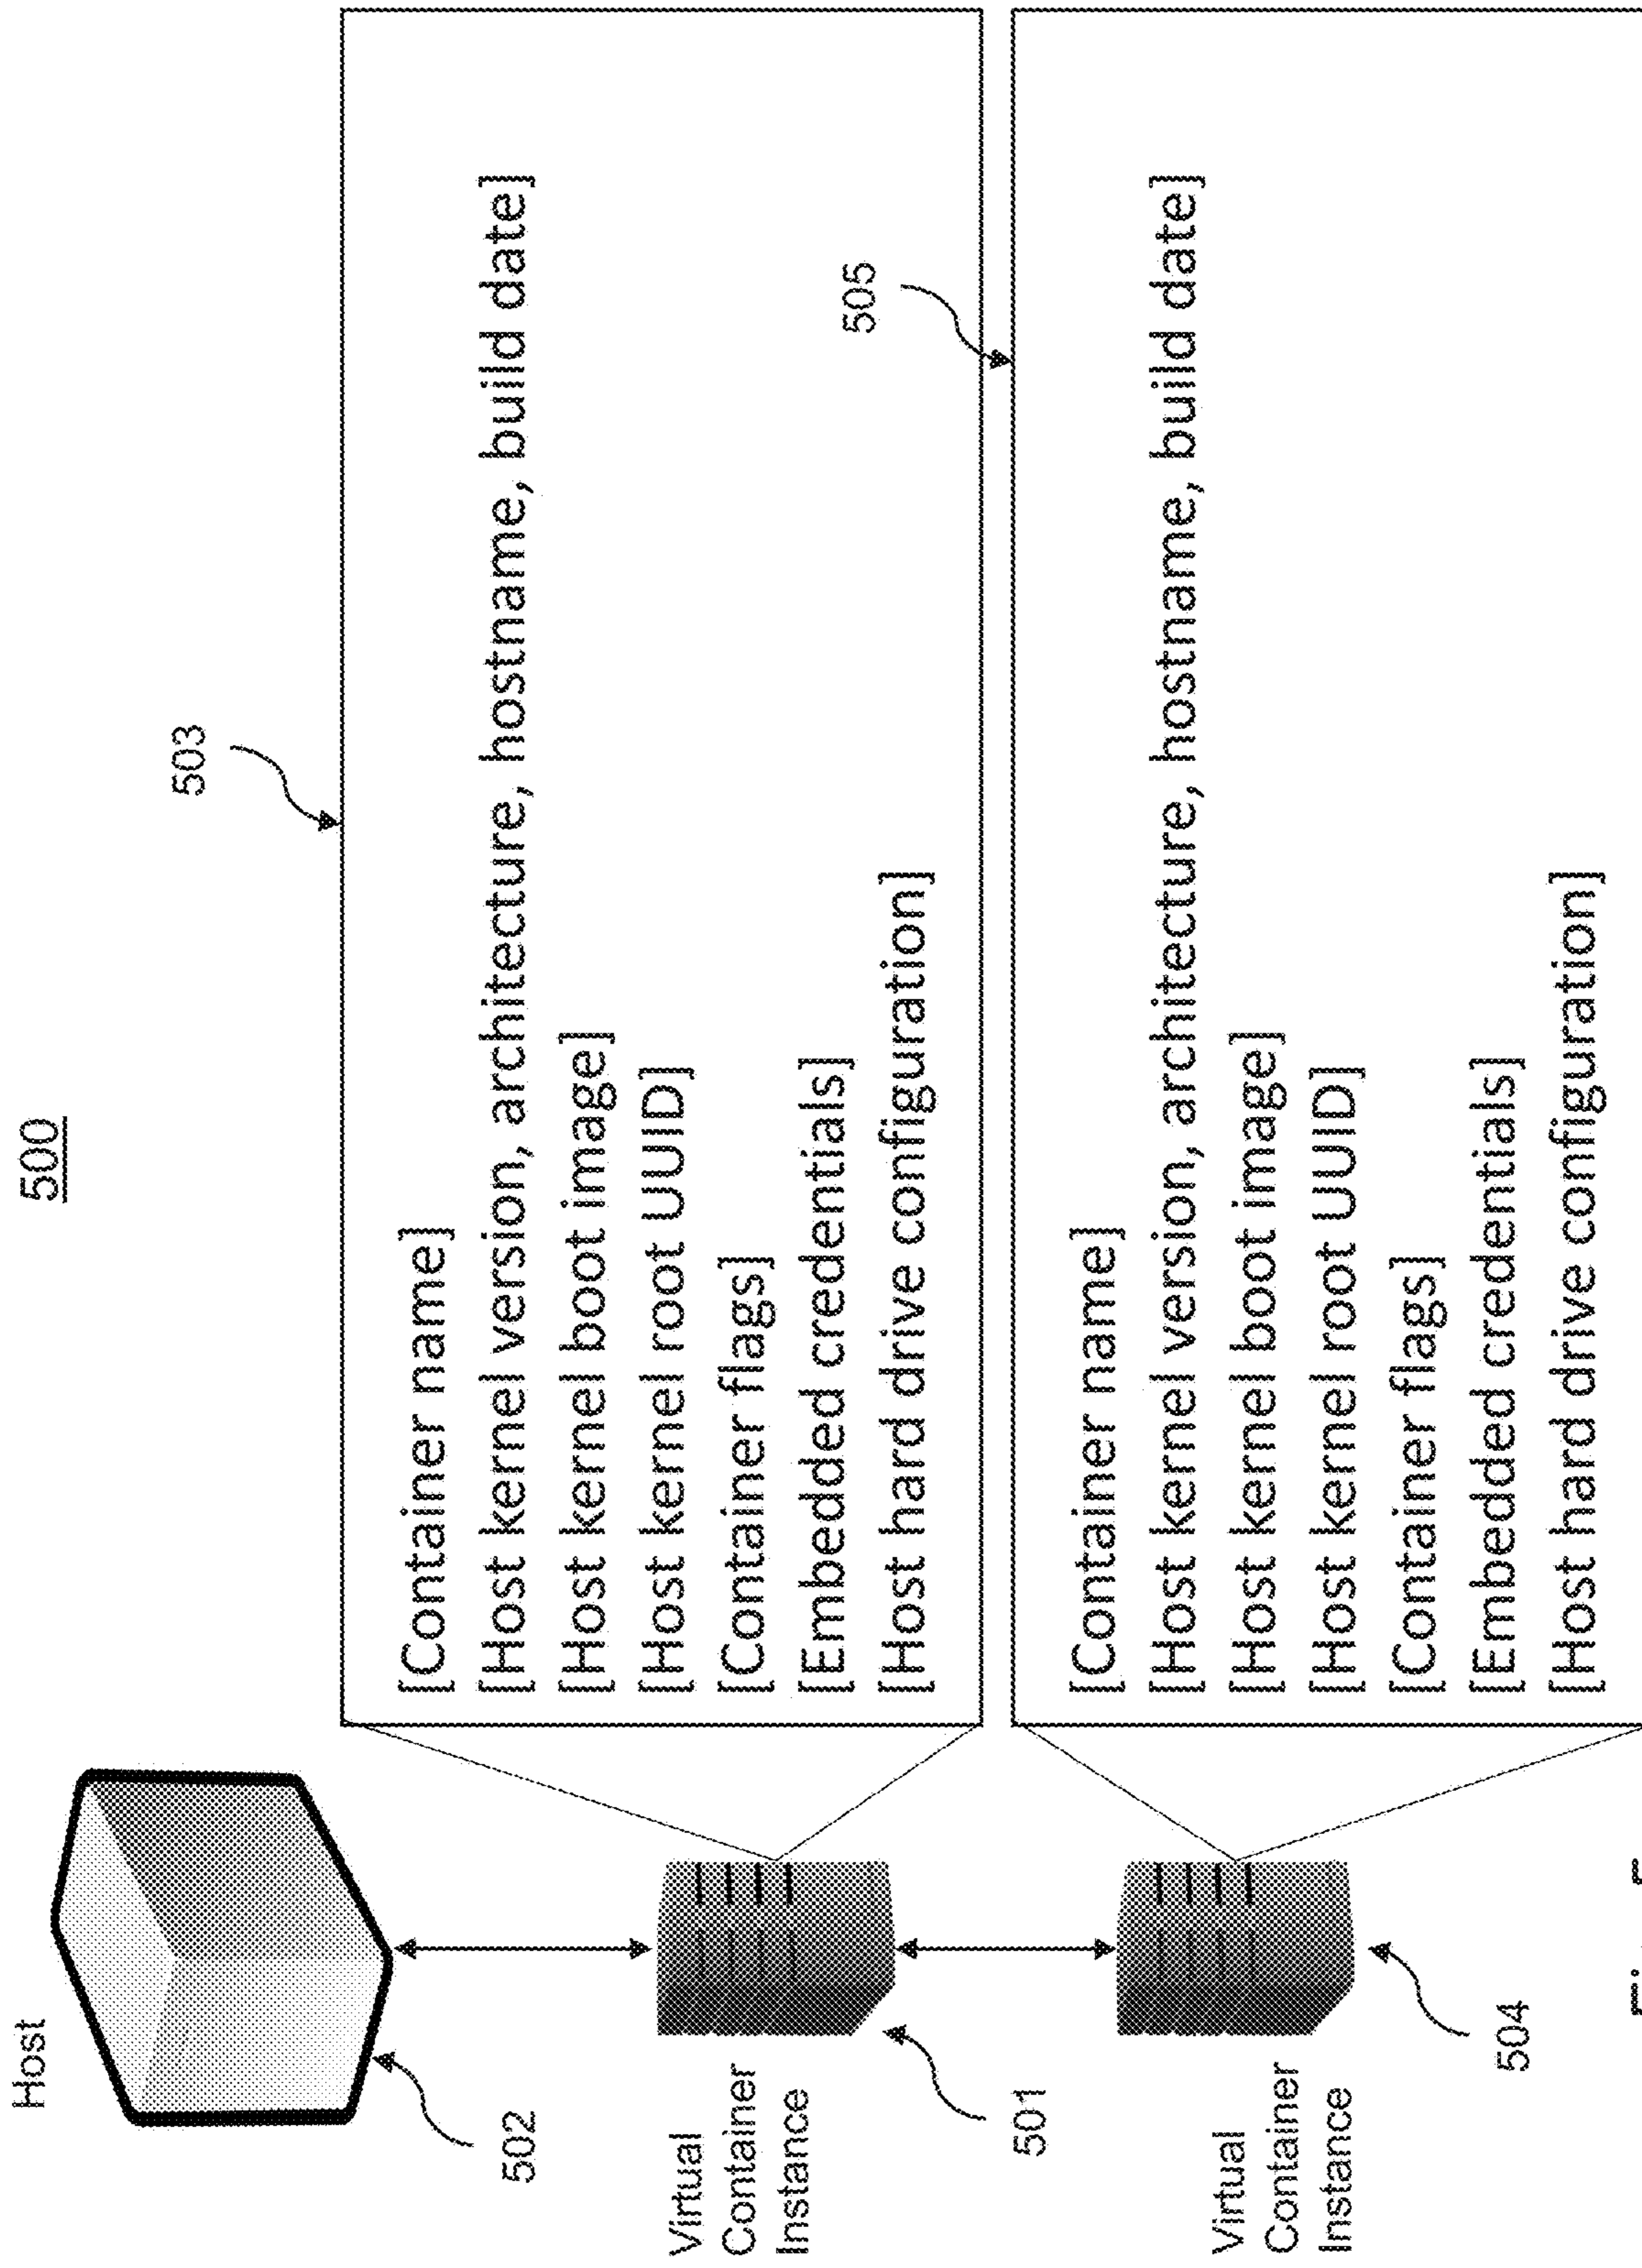 500
Host
502
503
[Container name]
[Host kernel version, architecture, hostname, build date]
[Host kernel boot image]
[Host kernel root UUID]
[Container flags]
[Embedded credentials]
[Host hard drive configuration]
Virtual
Container
Instance
501
505
[Container name]
[Host kernel version, architecture, hostname, build date]
[Host kernel boot image]
[Host kernel root UUID]
[Container flags]
[Embedded credentials]
[Host hard drive configuration]
Virtual
Container
Instance
504